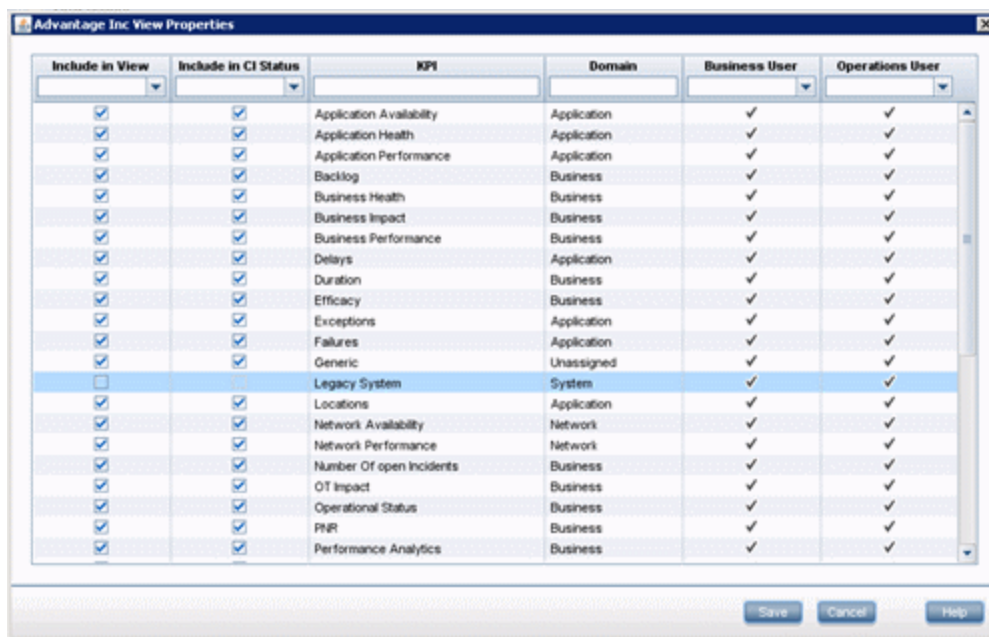 Advantage Inc View Properties
Include in View Include in CI Status KPI Domain Business User Operations User
Application Availability Application
Application Health Application
Application Performance Application
Backlog Business
Business Health Business
Business Impact Business
Business Performance Business
Delays Application
Duration Business
Efficacy Business
Exceptions Application
Failures Application
Generic Unassigned
Legacy System System
Locations Application
Network Availability Network
Network Performance Network
Number Of open Incidents Business
OT Impact Business
Operational Status Business
PNR Business
Performance Analytics Business
Save Cancel Help